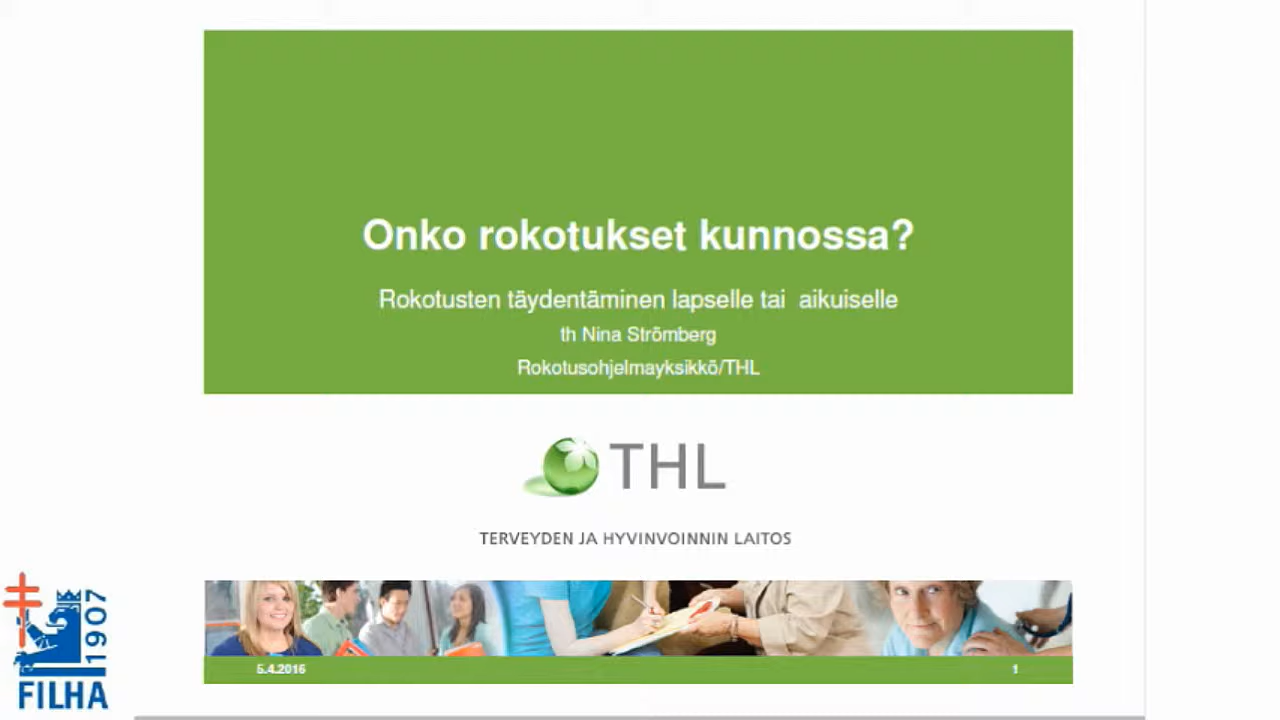 Onko rokotukset kunnossa?
Rokotusten täydentäminen lapselle tai aikuiselle
th Nina Strömberg
Rokotusohjelmayksikkö/THL
THL
TERVEYDEN JA HYVINVOINNIN LAITOS
1907
FILHA
5.4.2016
1